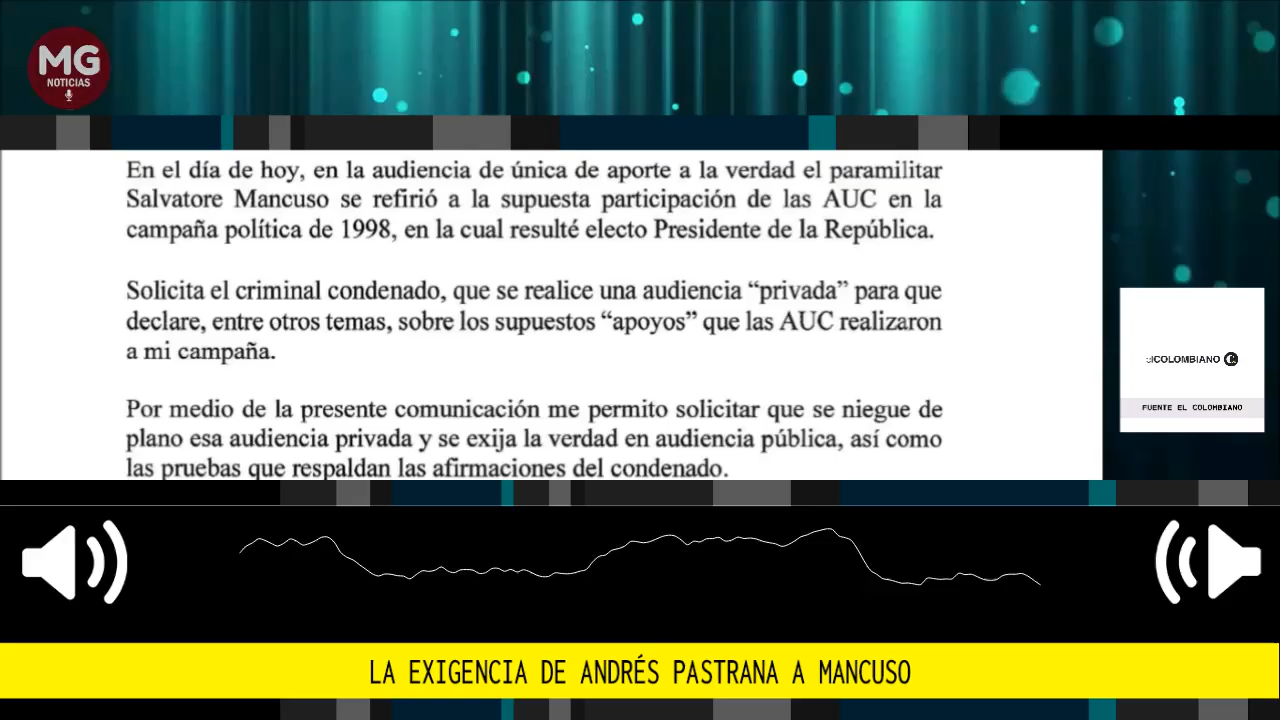 MG
NOTICIAS
En el día de hoy, en la audiencia de única de aporte a la verdad el paramilitar
Salvatore Mancuso se refirió a la supuesta participación de las AUC en la
campaña política de 1998, en la cual resulté electo Presidente de la República.
Solicita el criminal condenado, que se realice una audiencia “privada” para que
declare, entre otros temas, sobre los supuestos “apoyos” que las AUC realizaron
a mi campaña.
Por medio de la presente comunicación me permito solicitar que se niegue de
plano esa audiencia privada y se exija la verdad en audiencia pública, así como
las pruebas que respaldan las afirmaciones del condenado.
elCOLOMBIANO C
FUENTE EL COLOMBIANO
LA EXIGENCIA DE ANDRÉS PASTRANA A MANCUSO